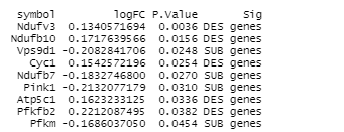 symbol logFC P.Value Sig
Ndufv3 0.1340571694 0.0036 DES genes
Ndufb10 0.1717639566 0.0156 DES genes
Vps9d1 -0.2082841706 0.0248 SUB genes
Cyc1 0.1542572196 0.0254 DES genes
Ndufb7 -0.1832746800 0.0270 SUB genes
Pink1 -0.2132077179 0.0310 SUB genes
Atp5c1 0.1623233125 0.0336 DES genes
Pfkfb2 0.2212087495 0.0382 DES genes
Pfkm -0.1686037050 0.0454 SUB genes